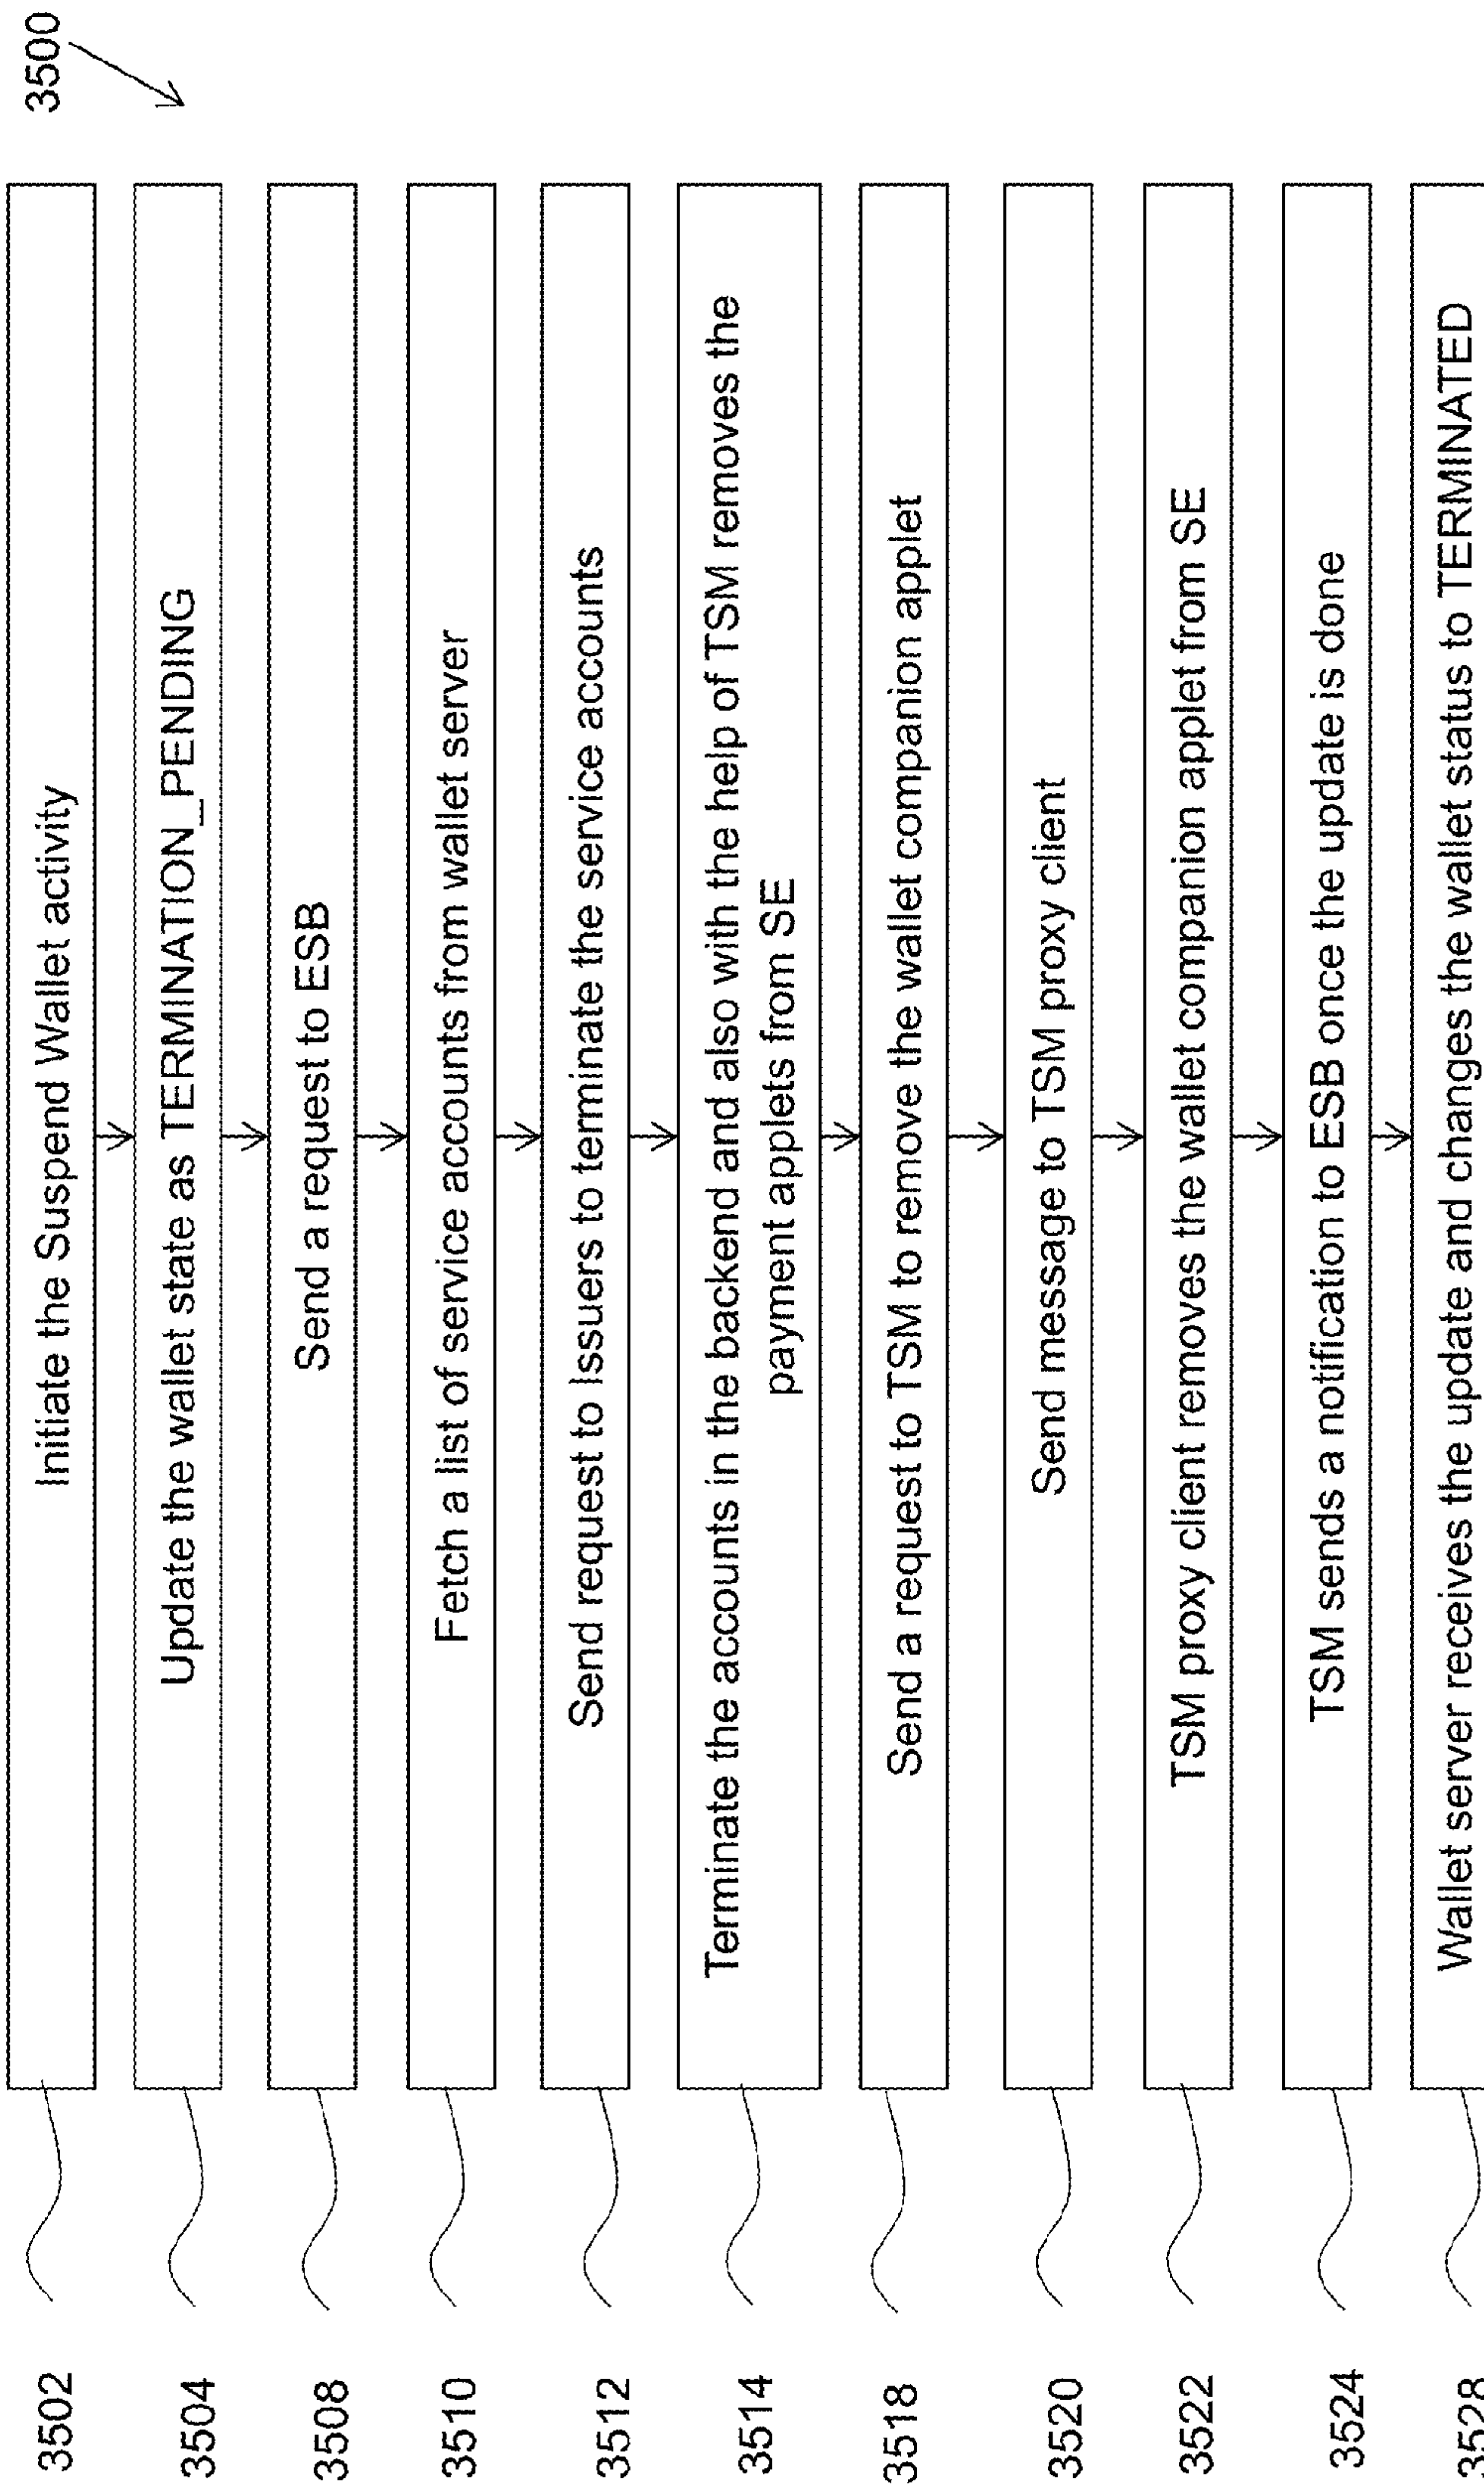 3500
3502
Initiate the Suspend Wallet activity
3504
Update the wallet state as TERMINATION_PENDING
3508
Send a request to ESB
3510
Fetch a list of service accounts from wallet server
3512
Send request to Issuers to terminate the service accounts
3514
Terminate the accounts in the backend and also with the help of TSM removes the
payment applets from SE
3518
Send a request to TSM to remove the wallet companion applet
3520
Send message to TSM proxy client
3522
TSM proxy client removes the wallet companion applet from SE
3524
TSM sends a notification to ESB once the update is done
3528
Wallet server receives the update and changes the wallet status to TERMINATED